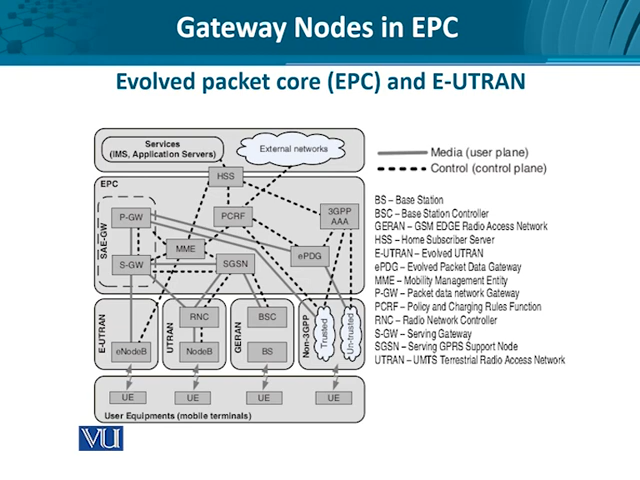 Gateway Nodes in EPC
Evolved packet core (EPC) and E-UTRAN
Services
(IMS, Application Servers)
External networks
HSS
EPC
SAE-GW
P-GW
PCRF
3GPP
AAA
MME
ePDG
S-GW
SGSN
E-UTRAN
eNodeB
UTRAN
RNC
NodeB
GERAN
BSC
BS
Non-3GPP
Trusted
Un-trusted
UE
UE
UE
UE
User Equipments (mobile terminals)
Media (user plane)
Control (control plane)
BS – Base Station
BSC – Base Station Controller
GERAN – GSM EDGE Radio Access Network
HSS – Home Subscriber Server
E-UTRAN – Evolved UTRAN
ePDG – Evolved Packet Data Gateway
MME – Mobility Management Entity
P-GW – Packet data network Gateway
PCRF – Policy and Charging Rules Function
RNC – Radio Network Controller
S-GW – Serving Gateway
SGSN – Serving GPRS Support Node
UTRAN – UMTS Terrestrial Radio Access Network
VU